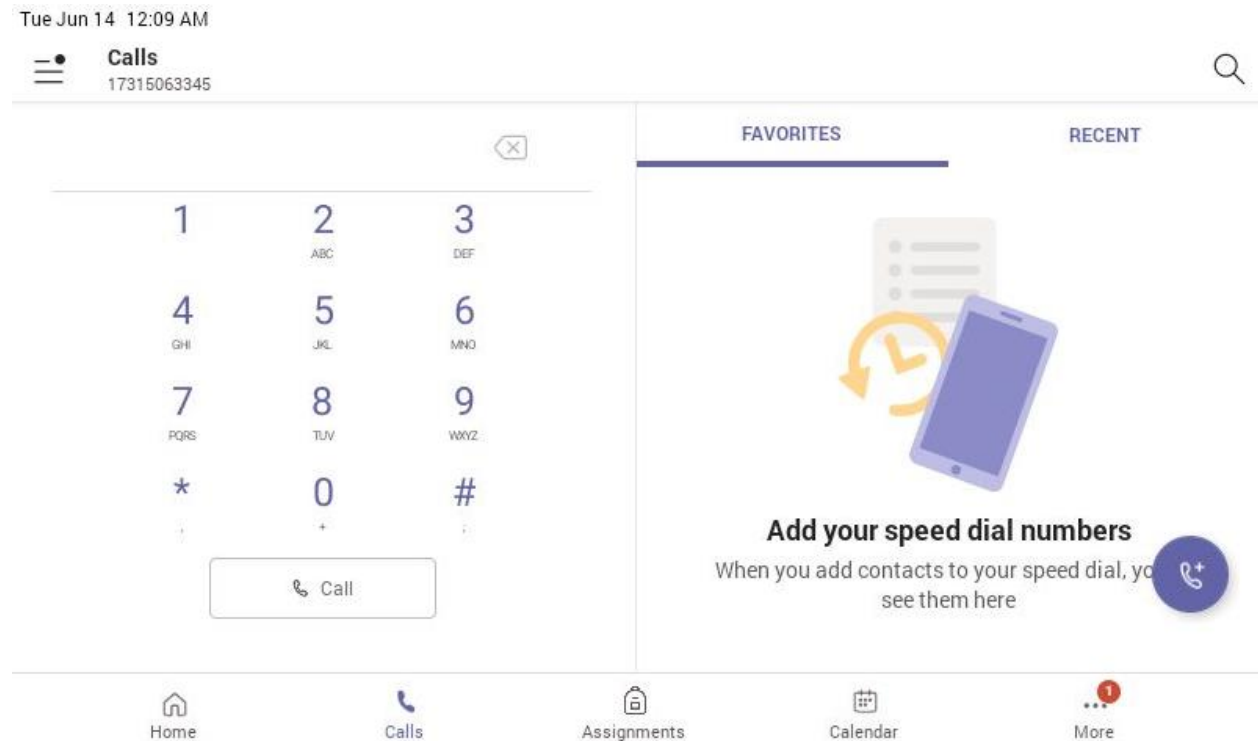 Tue Jun 14 12:09 AM
Calls
17315063345
FAVORITES
RECENT
1
2
3
ABC
DEF
4
5
6
GHI
JKL
MNO
7
8
9
PQRS
TUV
WXYZ
*
0
#
,
+
;
Call
Add your speed dial numbers
When you add contacts to your speed dial,
see them here
Home
Calls
Assignments
Calendar
1
More